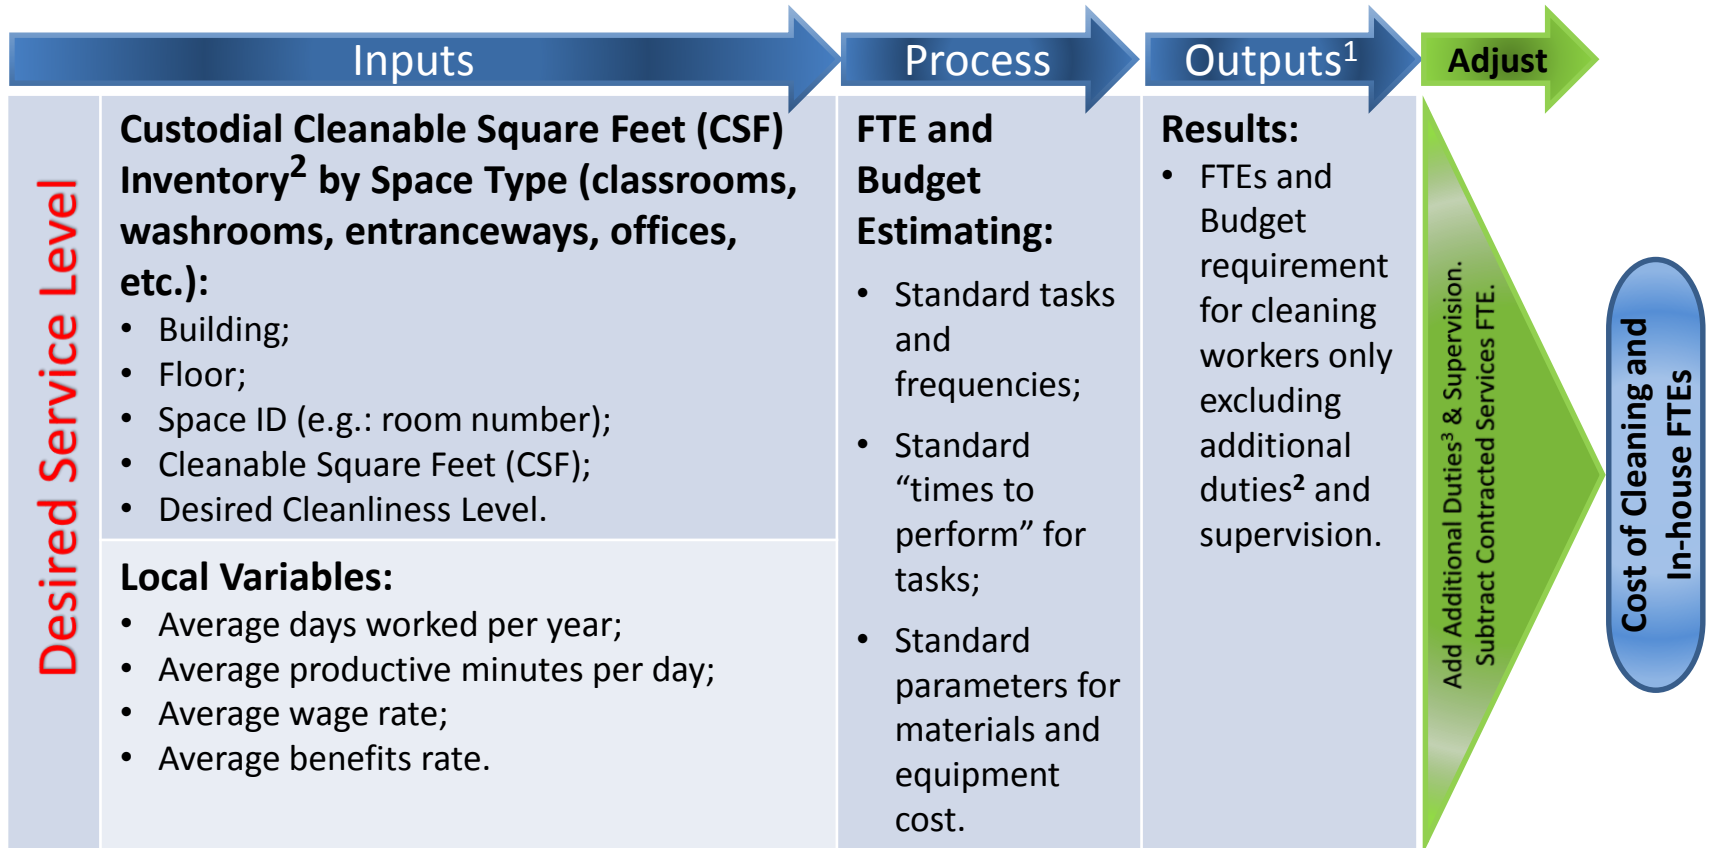 Inputs
Process
Outputs¹
Adjust
Desired Service Level
Custodial Cleanable Square Feet (CSF)
Inventory² by Space Type (classrooms,
washrooms, entranceways, offices,
etc.):
• Building;
• Floor;
• Space ID (e.g.: room number);
• Cleanable Square Feet (CSF);
• Desired Cleanliness Level.
Local Variables:
• Average days worked per year;
• Average productive minutes per day;
• Average wage rate;
• Average benefits rate.
FTE and
Budget
Estimating:
• Standard tasks
and
frequencies;
• Standard
“times to
perform” for
tasks;
• Standard
parameters for
materials and
equipment
cost.
Results:
• FTEs and
Budget
requirement
for cleaning
workers only
excluding
additional
duties² and
supervision.
Add Additional Duties³ & Supervision.
Subtract Contracted Services FTE.
Cost of Cleaning and
In-house FTEs